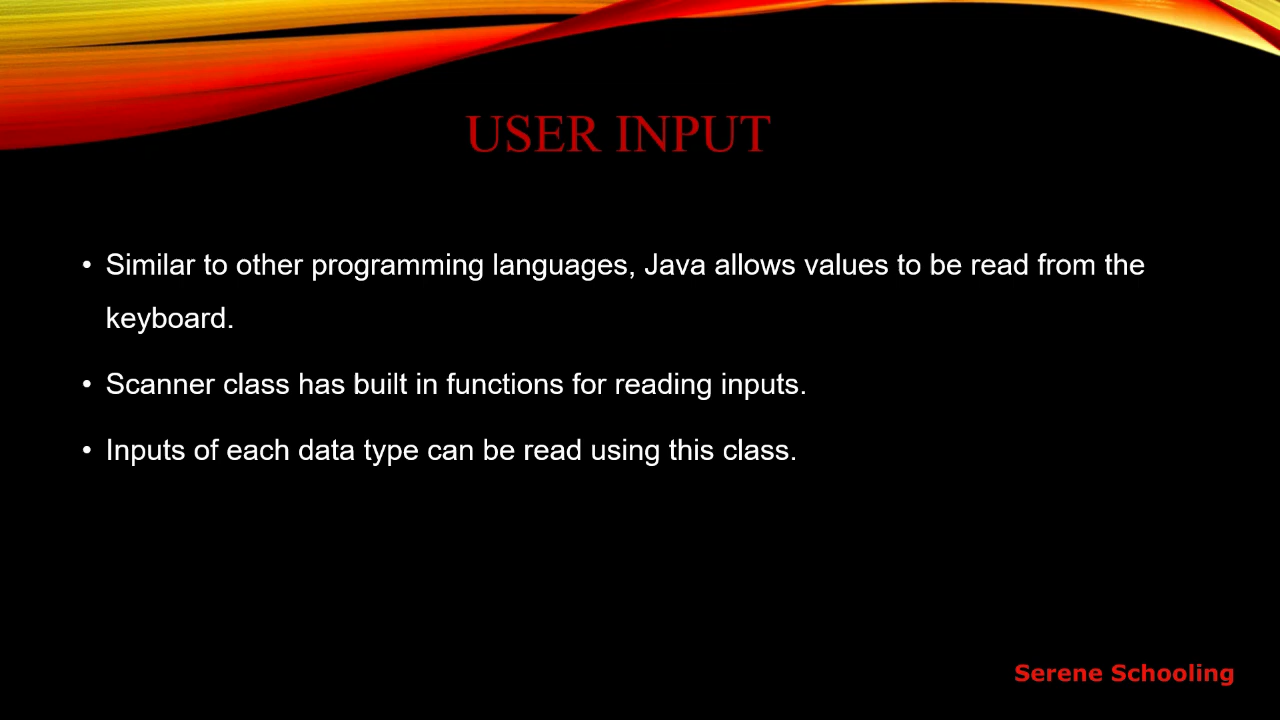 USER INPUT
• Similar to other programming languages, Java allows values to be read from the
keyboard.
• Scanner class has built in functions for reading inputs.
• Inputs of each data type can be read using this class.
Serene Schooling